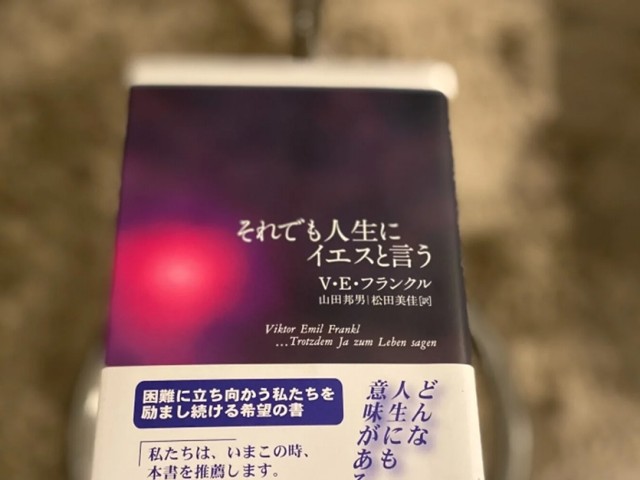 それでも人生に
イエスと言う
V・E・フランクル
山田邦男|松田美佳[訳]
Viktor Emil Frankl
...Trotzdem Ja zum Leben sagen
困難に立ち向かう私たちを
励まし続ける希望の書
どんな
人生にも
意味がある
「私たちは、いまこの時、
本書を推薦します。